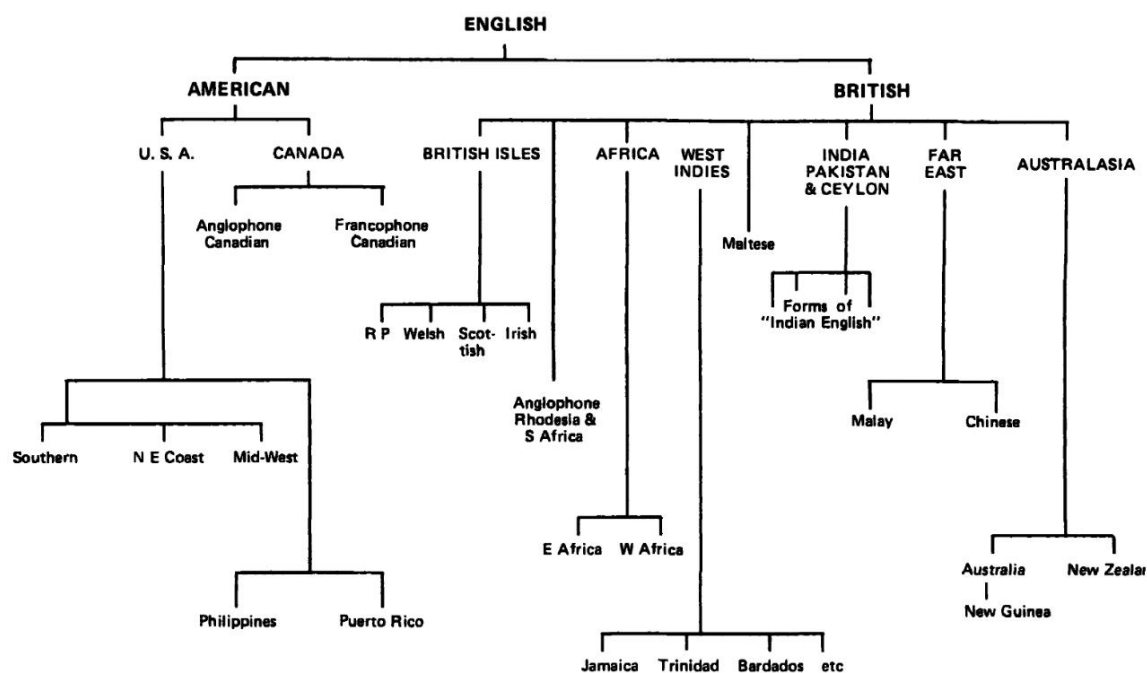 ENGLISH
AMERICAN
BRITISH
U. S. A.
CANADA
BRITISH ISLES
AFRICA
WEST
INDIES
INDIA
PAKISTAN
& CEYLON
FAR
EAST
AUSTRALASIA
Anglophone
Canadian
Francophone
Canadian
Maltese
Forms of
"Indian English"
R P
Welsh
Scot-
tish
Irish
Anglophone
Rhodesia &
S Africa
Malay
Chinese
Southern
N E Coast
Mid-West
E Africa
W Africa
Australia
New Zealan
New Guinea
Philippines
Puerto Rico
Jamaica
Trinidad
Bardados
etc